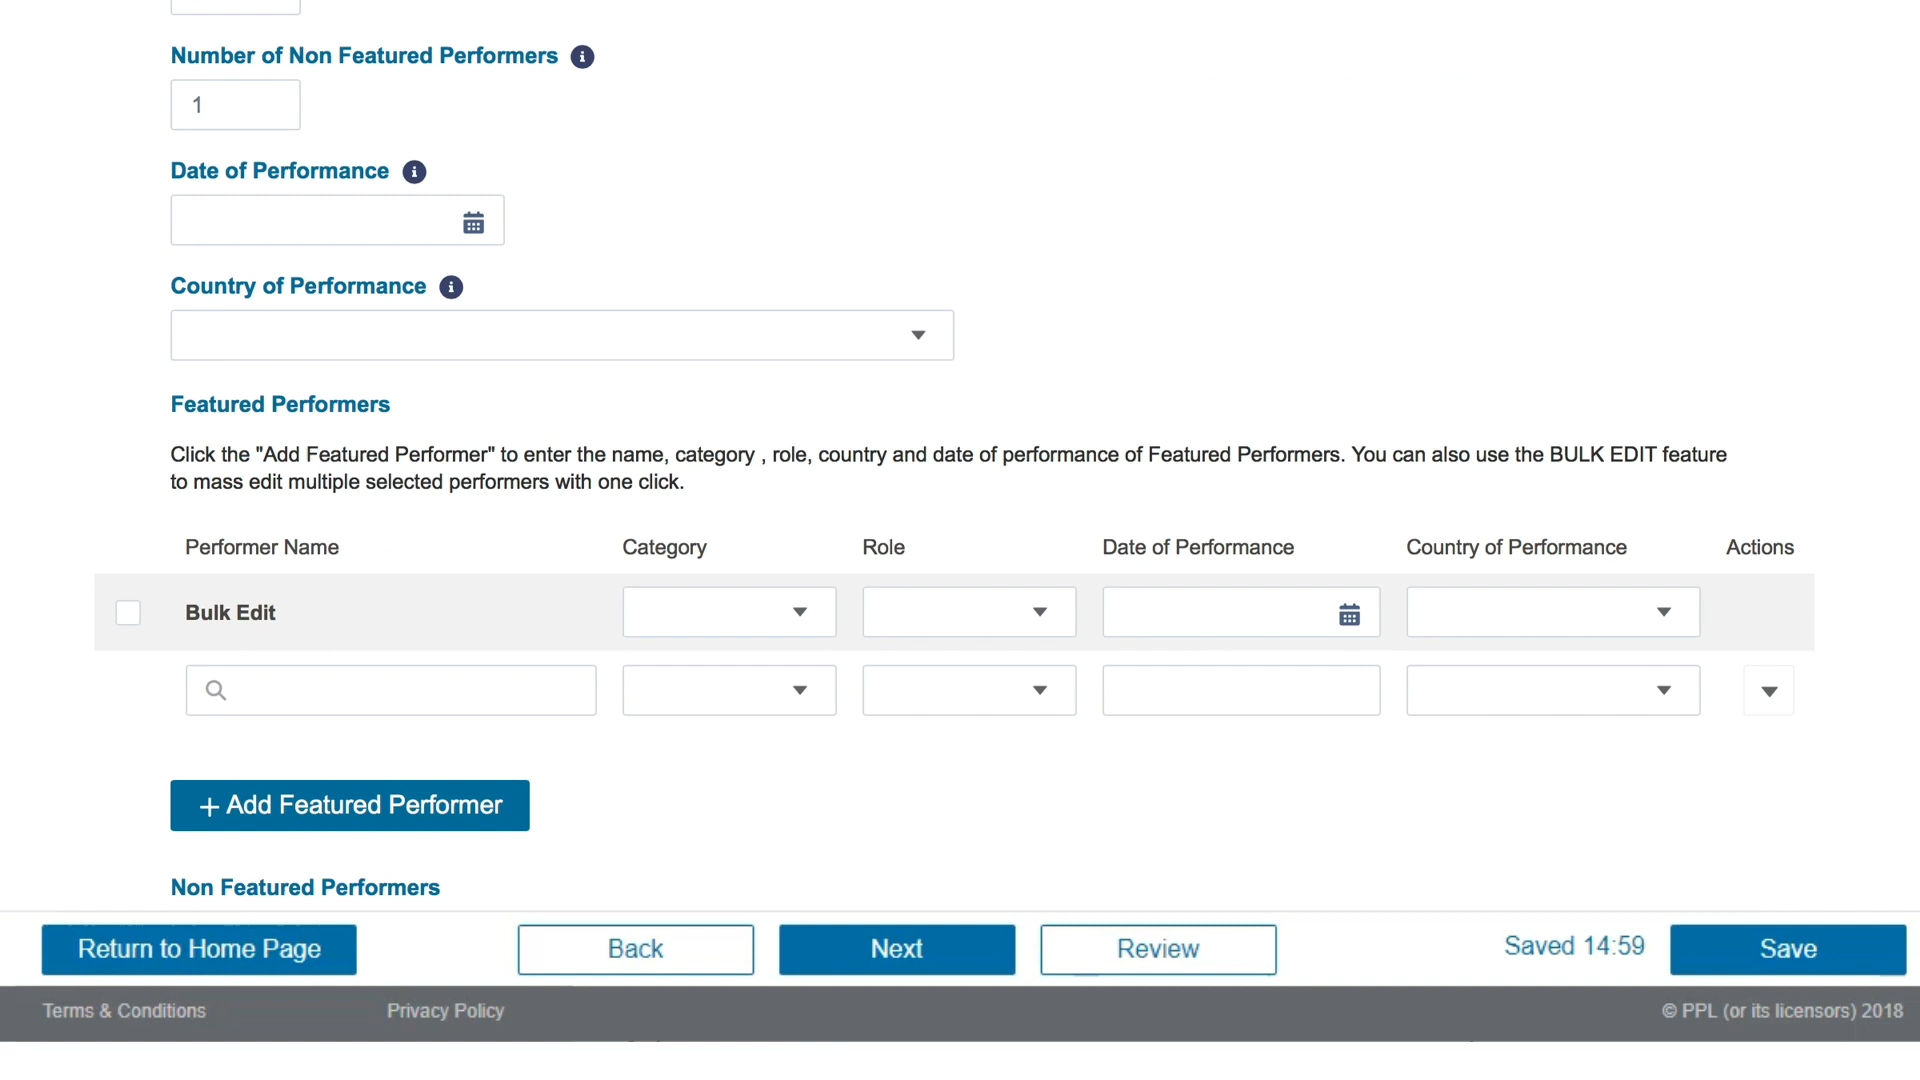 Number of Non Featured Performers
1
Date of Performance
Country of Performance
Featured Performers
Click the "Add Featured Performer" to enter the name, category , role, country and date of performance of Featured Performers. You can also use the BULK EDIT feature
to mass edit multiple selected performers with one click.
Performer Name Category Role Date of Performance Country of Performance Actions
Bulk Edit
+ Add Featured Performer
Non Featured Performers
Return to Home Page Back Next Review Saved 14:59 Save
Terms & Conditions Privacy Policy © PPL (or its licensors) 2018